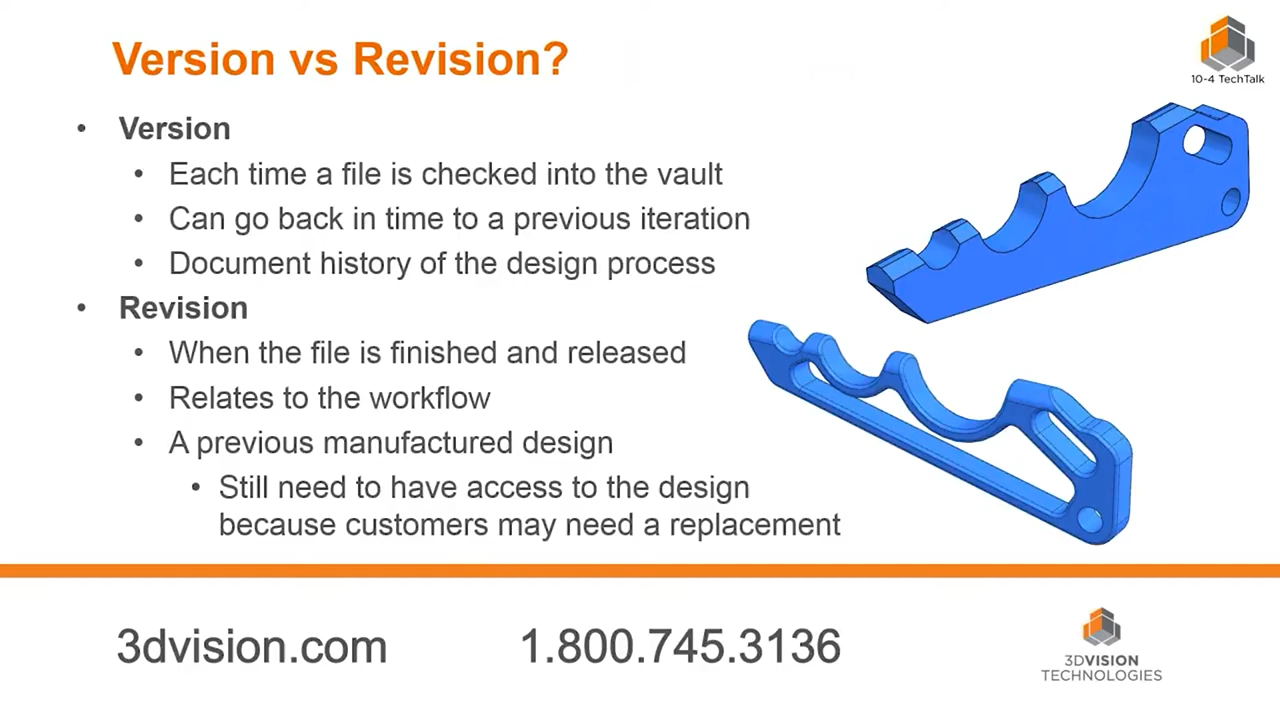 Version vs Revision?
10-4 TechTalk
• Version
• Each time a file is checked into the vault
• Can go back in time to a previous iteration
• Document history of the design process
• Revision
• When the file is finished and released
• Relates to the workflow
• A previous manufactured design
• Still need to have access to the design
because customers may need a replacement
3dvision.com
1.800.745.3136
3DVISION
TECHNOLOGIES